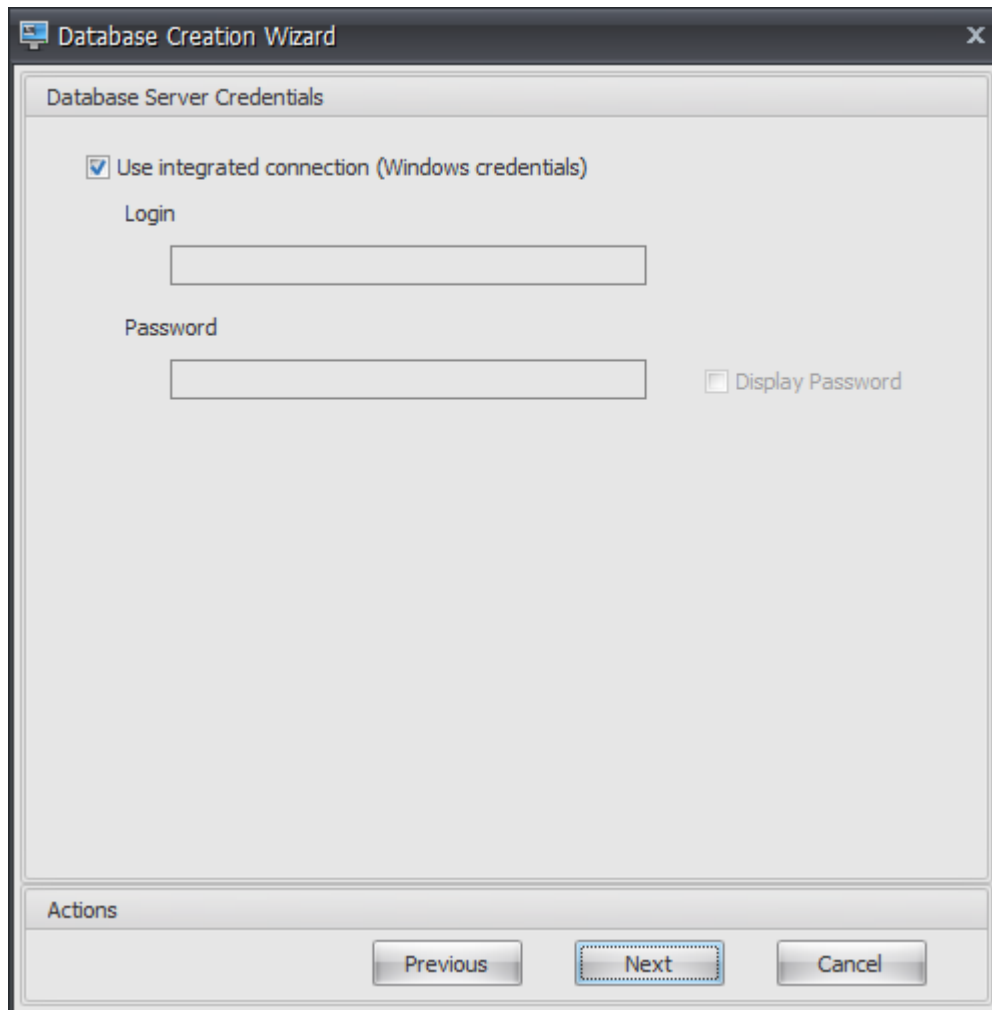 Database Creation Wizard
Database Server Credentials
Use integrated connection (Windows credentials)
Login
Password
Display Password
Actions
Previous Next Cancel